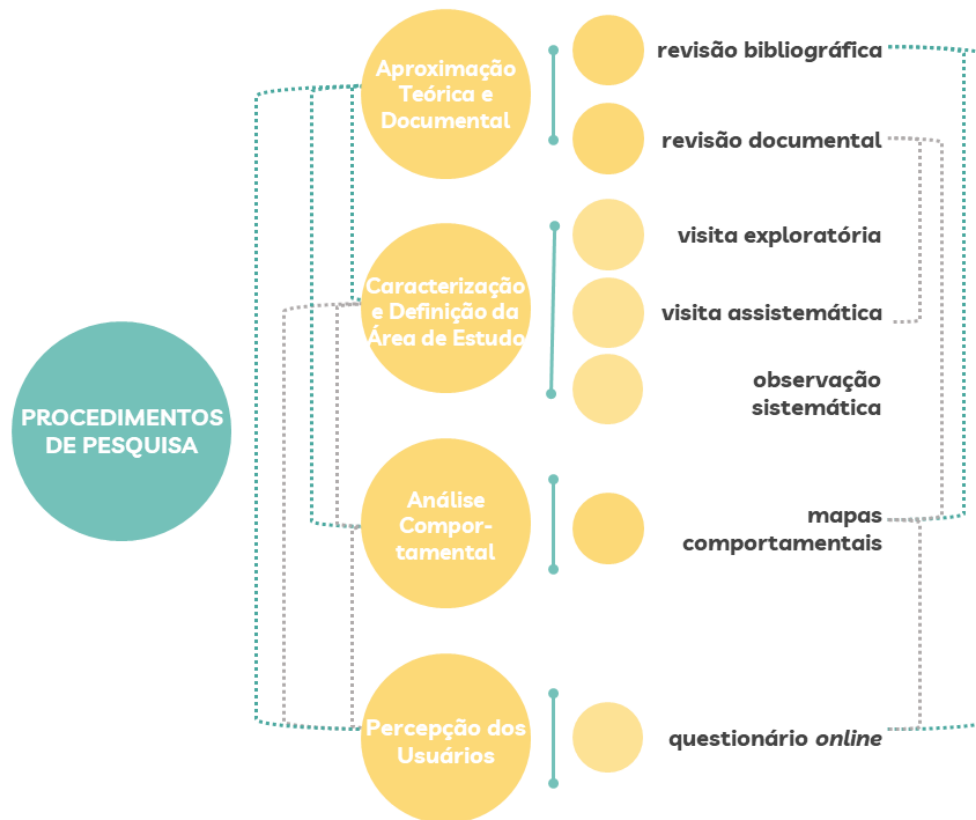 PROCEDIMENTOS
DE PESQUISA
Aproximação
Teórica e
Documental
revisão bibliográfica
revisão documental
Caracterização
e Definição da
Área de Estudo
visita exploratória
visita assistemática
observação
sistemática
Análise
Compor-
tamental
mapas
comportamentais
Percepção dos
Usuários
questionário online